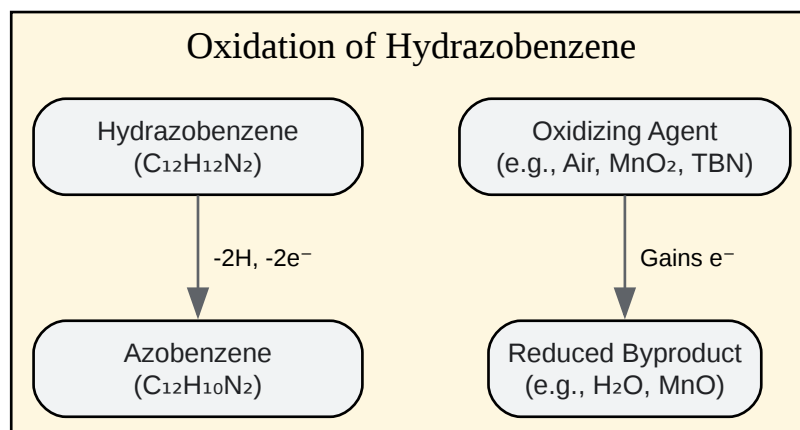 Oxidation of Hydrazobenzene
Hydrazobenzene
(C₁₂H₁₂N₂)
-2H, -2e⁻
Azobenzene
(C₁₂H₁₀N₂)
Oxidizing Agent
(e.g., Air, MnO₂, TBN)
Gains e⁻
Reduced Byproduct
(e.g., H₂O, MnO)